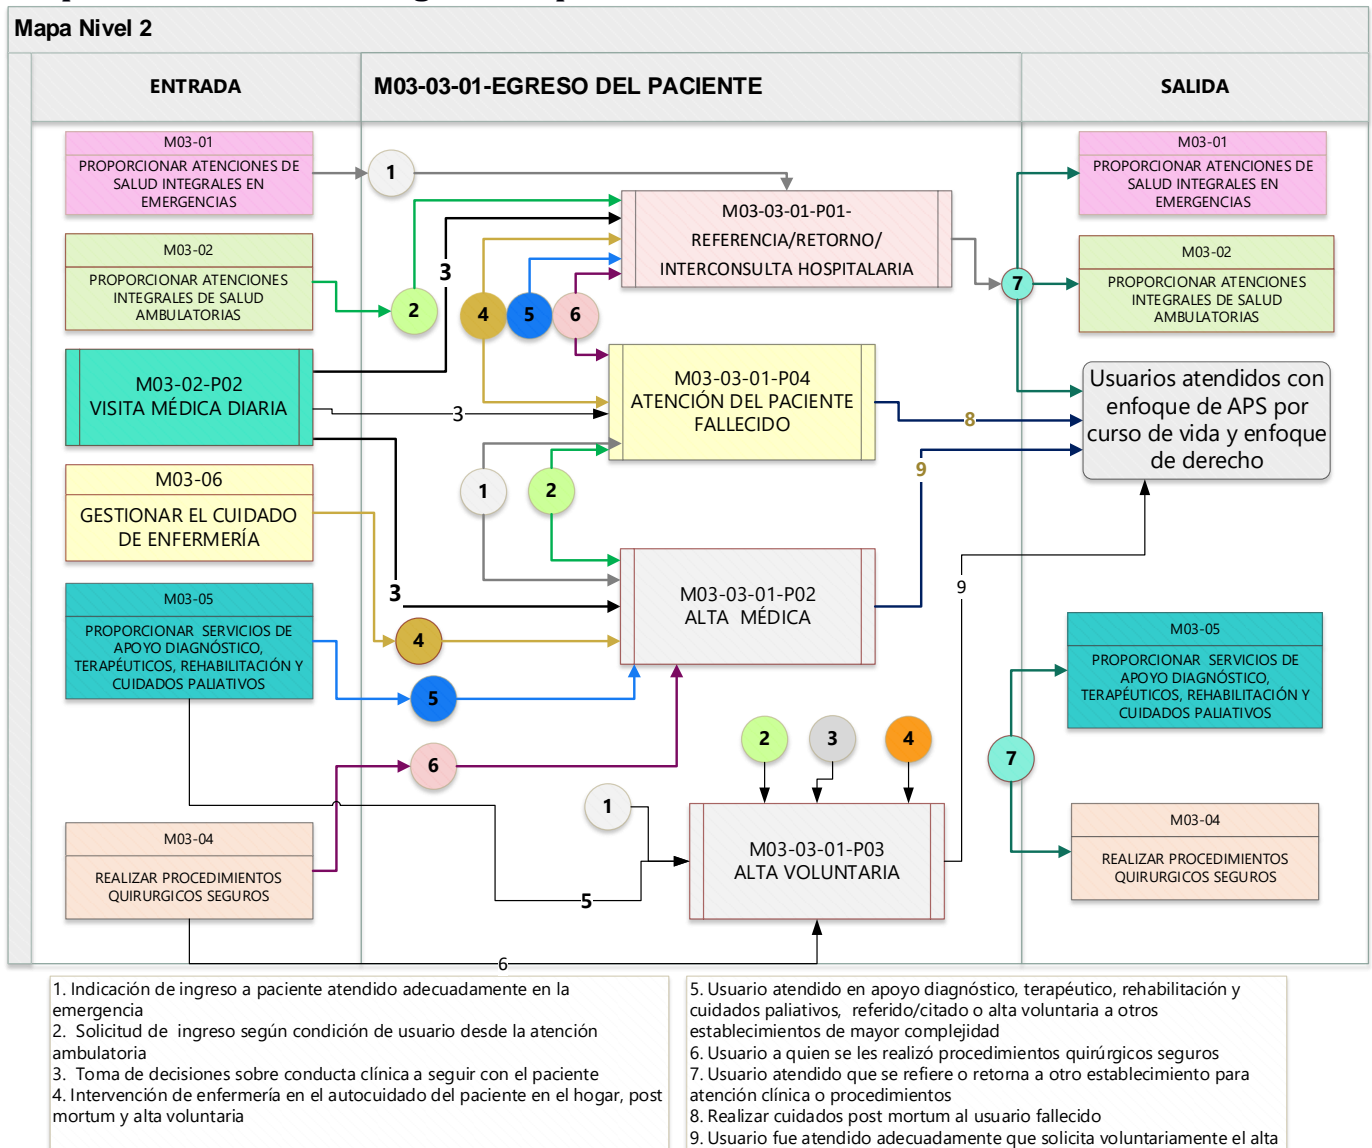 Mapa Nivel 2
ENTRADA
M03-03-01-EGRESO DEL PACIENTE
SALIDA
M03-01
PROPORCIONAR ATENCIONES DE
SALUD INTEGRALES EN
EMERGENCIAS
M03-02
PROPORCIONAR ATENCIONES
INTEGRALES DE SALUD
AMBULATORIAS
M03-02-P02
VISITA MÉDICA DIARIA
M03-06
GESTIONAR EL CUIDADO
DE ENFERMERÍA
M03-05
PROPORCIONAR SERVICIOS DE
APOYO DIAGNÓSTICO,
TERAPÉUTICOS, REHABILITACIÓN Y
CUIDADOS PALIATIVOS
M03-04
REALIZAR PROCEDIMIENTOS
QUIRURGICOS SEGUROS
1
2
3
4
5
6
M03-03-01-P01-
REFERENCIA/RETORNO/
INTERCONSULTA HOSPITALARIA
3
M03-03-01-P04
ATENCIÓN DEL PACIENTE
FALLECIDO
8
9
1
2
3
M03-03-01-P02
ALTA  MÉDICA
4
5
6
2
3
4
1
M03-03-01-P03
ALTA VOLUNTARIA
9
5
6
7
M03-01
PROPORCIONAR ATENCIONES DE
SALUD INTEGRALES EN
EMERGENCIAS
M03-02
PROPORCIONAR ATENCIONES
INTEGRALES DE SALUD
AMBULATORIAS
Usuarios atendidos con
enfoque de APS por
curso de vida y enfoque
de derecho
M03-05
PROPORCIONAR SERVICIOS DE
APOYO DIAGNÓSTICO,
TERAPÉUTICOS, REHABILITACIÓN Y
CUIDADOS PALIATIVOS
7
M03-04
REALIZAR PROCEDIMIENTOS
QUIRURGICOS SEGUROS
1. Indicación de ingreso a paciente atendido adecuadamente en la
emergencia
2. Solicitud de ingreso según condición de usuario desde la atención
ambulatoria
3. Toma de decisiones sobre conducta clínica a seguir con el paciente
4. Intervención de enfermería en el autocuidado del paciente en el hogar, post
mortum y alta voluntaria
5. Usuario atendido en apoyo diagnóstico, terapéutico, rehabilitación y
cuidados paliativos, referido/citado o alta voluntaria a otros
establecimientos de mayor complejidad
6. Usuario a quien se les realizó procedimientos quirúrgicos seguros
7. Usuario atendido que se refiere o retorna a otro establecimiento para
atención clínica o procedimientos
8. Realizar cuidados post mortum al usuario fallecido
9. Usuario fue atendido adecuadamente que solicita voluntariamente el alta